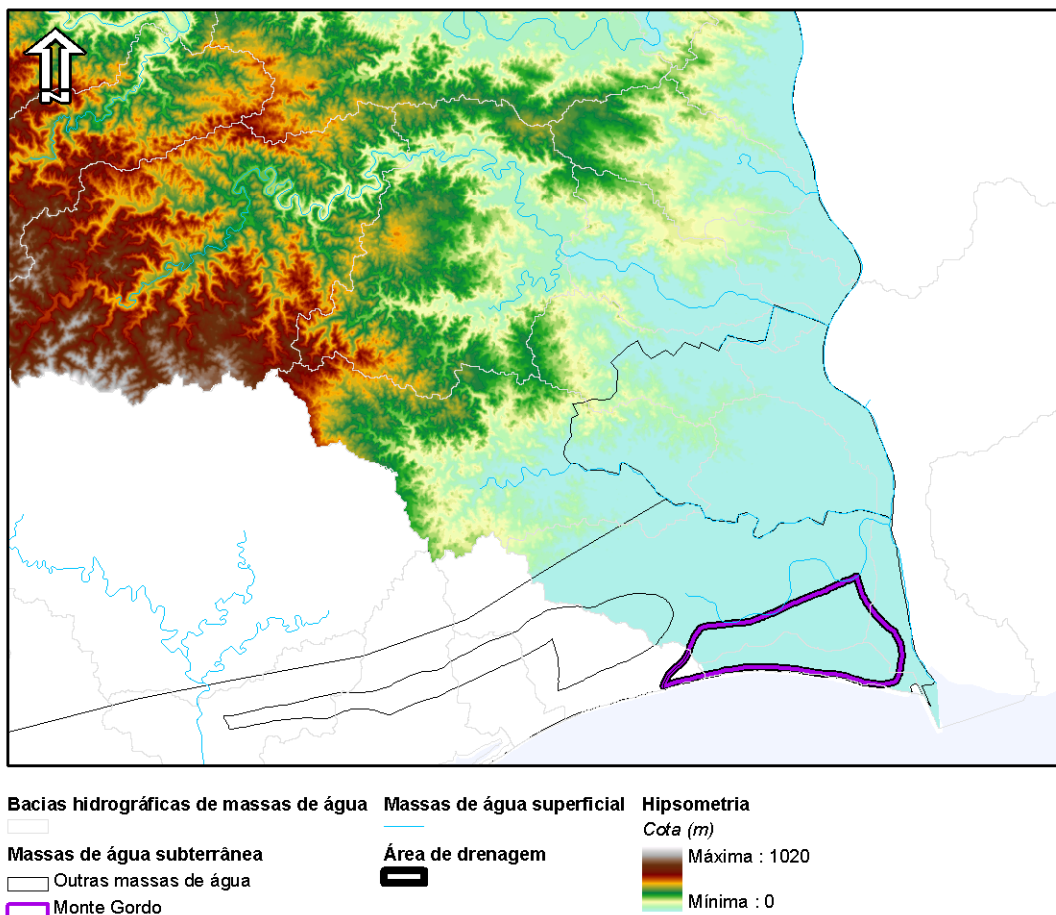 N
Bacias hidrográficas de massas de água
Massas de água subterrânea
Outras massas de água
Monte Gordo
Massas de água superficial
Área de drenagem
Hipsometria
Cota (m)
Máxima : 1020
Mínima : 0